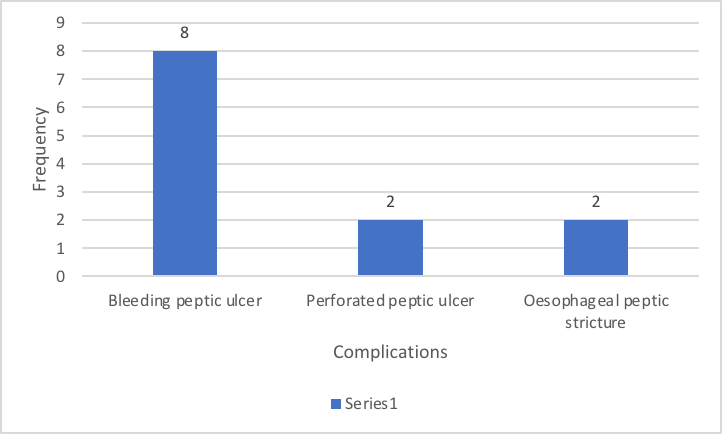 9
8
7
6
5
4
3
2
1
0
Frequency
8
2
2
Bleeding peptic ulcer
Perforated peptic ulcer
Oesophageal peptic
stricture
Complications
Series1